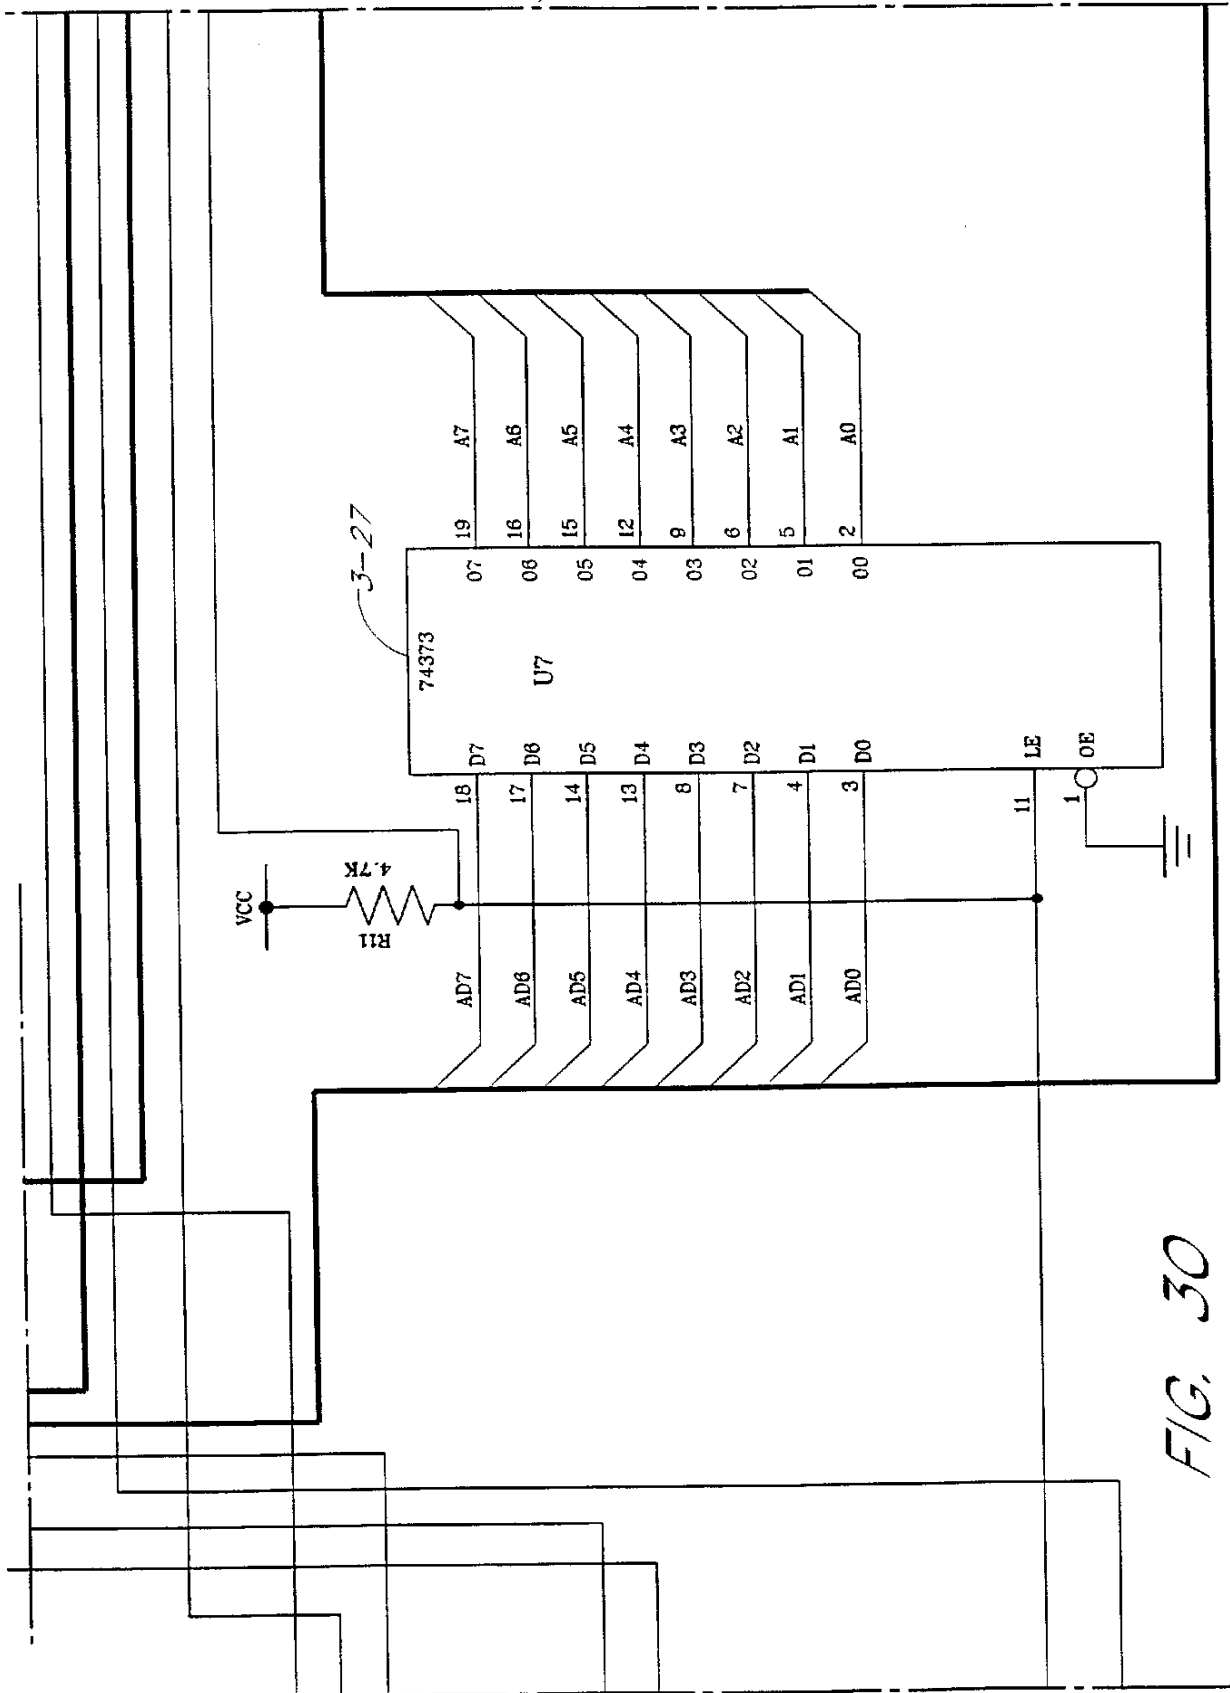 VCC
R11
4.7K
3-27
74373
U7
AD7 18 D7 O7 19 A7
AD6 17 D6 O6 16 A6
AD5 14 D5 O5 15 A5
AD4 13 D4 O4 12 A4
AD3 8 D3 O3 9 A3
AD2 7 D2 O2 6 A2
AD1 4 D1 O1 5 A1
AD0 3 D0 O0 2 A0
11 LE
1 OE
FIG. 30